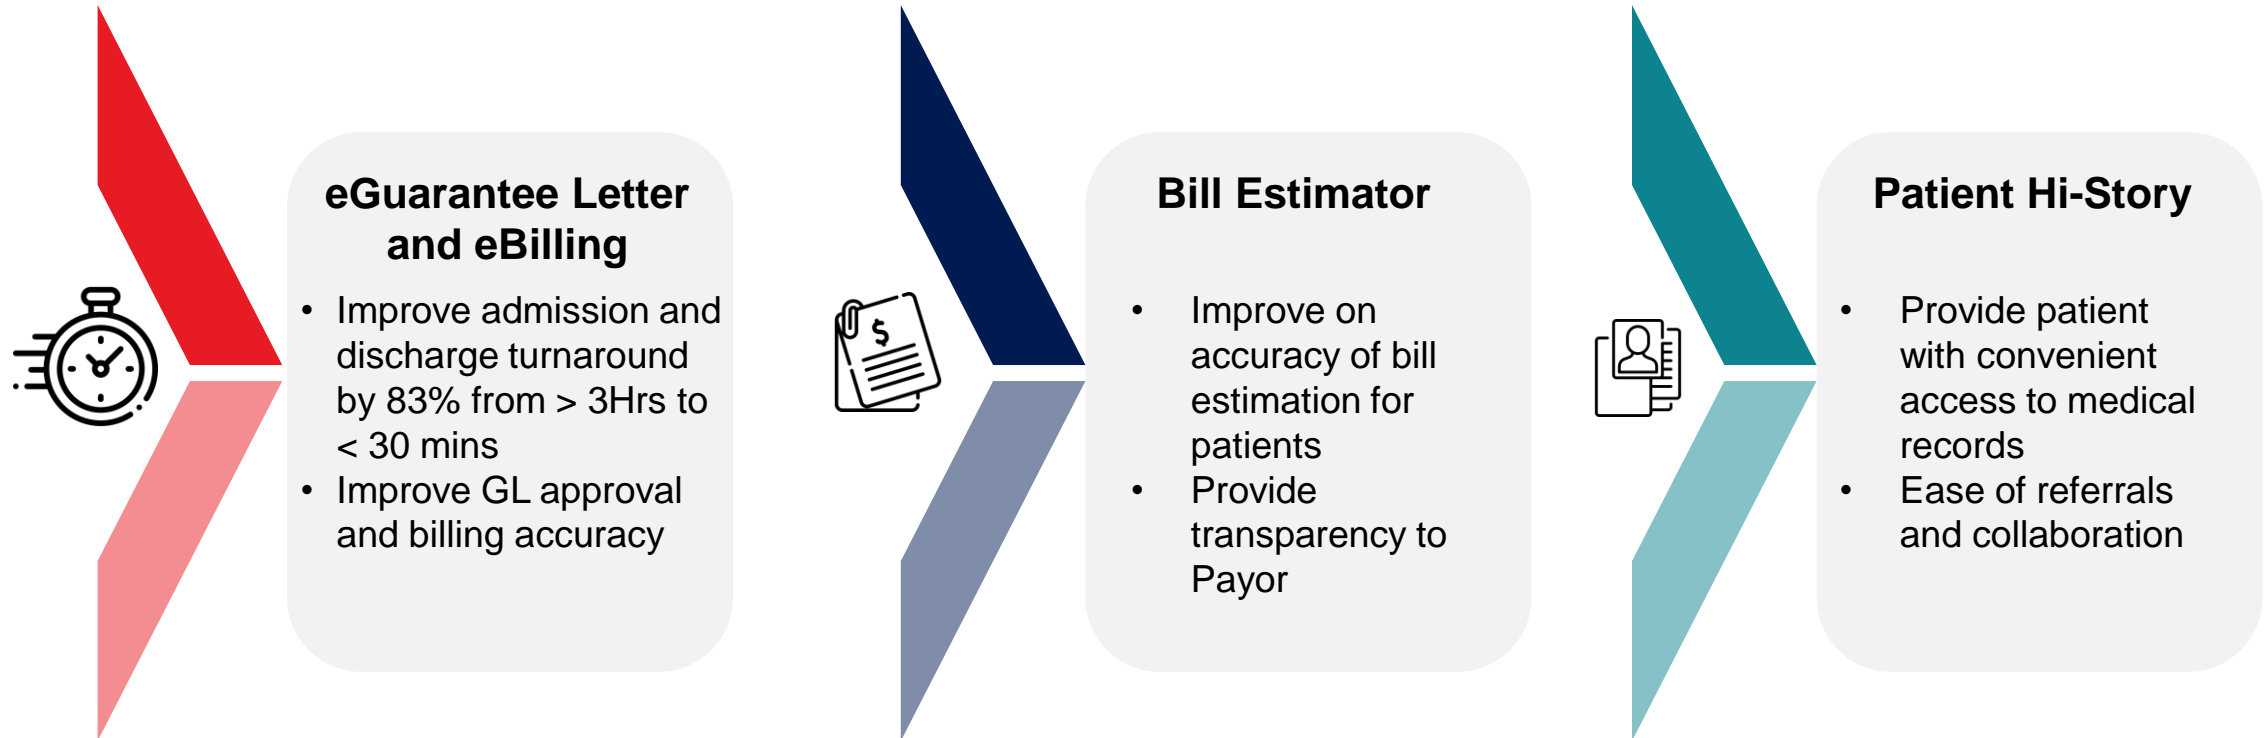 eGuarantee Letter
and eBilling
• Improve admission and
discharge turnaround
by 83% from > 3Hrs to
< 30 mins
• Improve GL approval
and billing accuracy
$
Bill Estimator
• Improve on
accuracy of bill
estimation for
patients
• Provide
transparency to
Payor
Patient Hi-Story
• Provide patient
with convenient
access to medical
records
• Ease of referrals
and collaboration